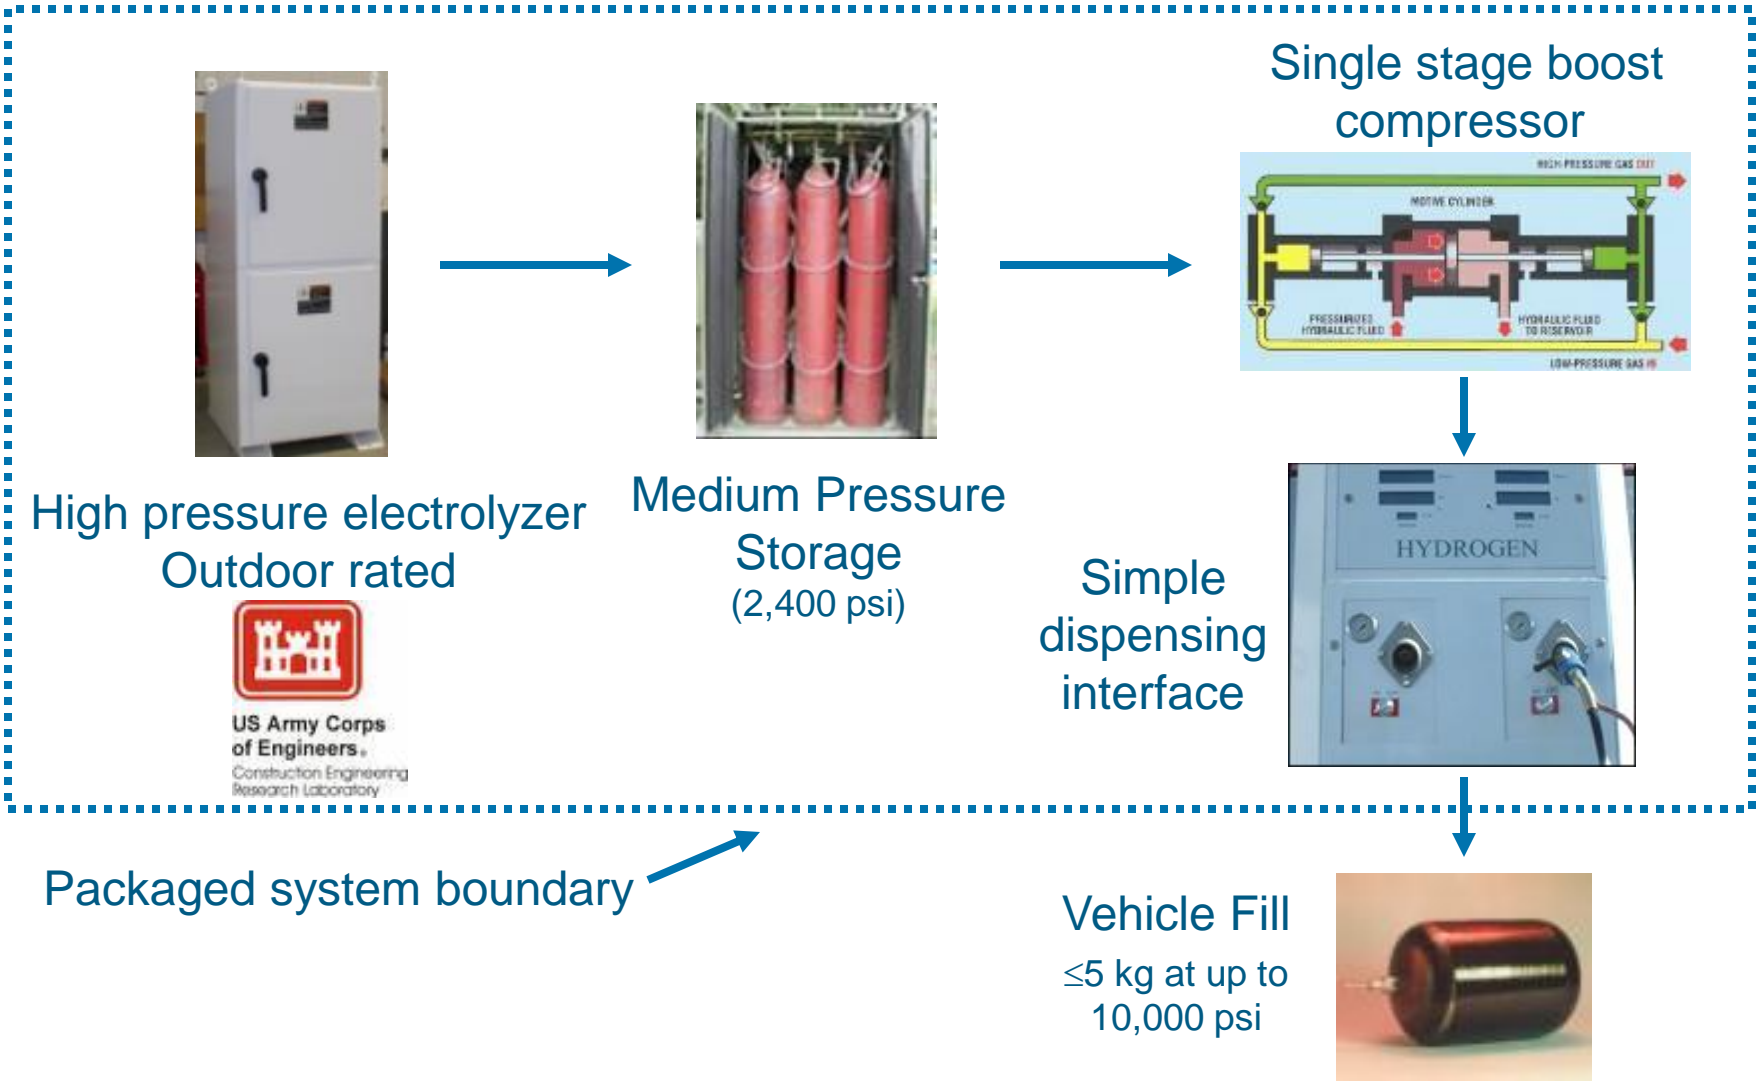 Single stage boost
compressor
HIGH-PRESSURE GAS OUT
MOTIVE CYLINDER
PRESSURIZED
HYDRAULIC FLUID
HYDRAULIC FLUID
TO RESERVOIR
LOW-PRESSURE GAS IN
High pressure electrolyzer
Outdoor rated
US Army Corps
of Engineers®
Construction Engineering
Research Laboratory
Medium Pressure
Storage
(2,400 psi)
Simple
dispensing
interface
HYDROGEN
Packaged system boundary
Vehicle Fill
≤5 kg at up to
10,000 psi